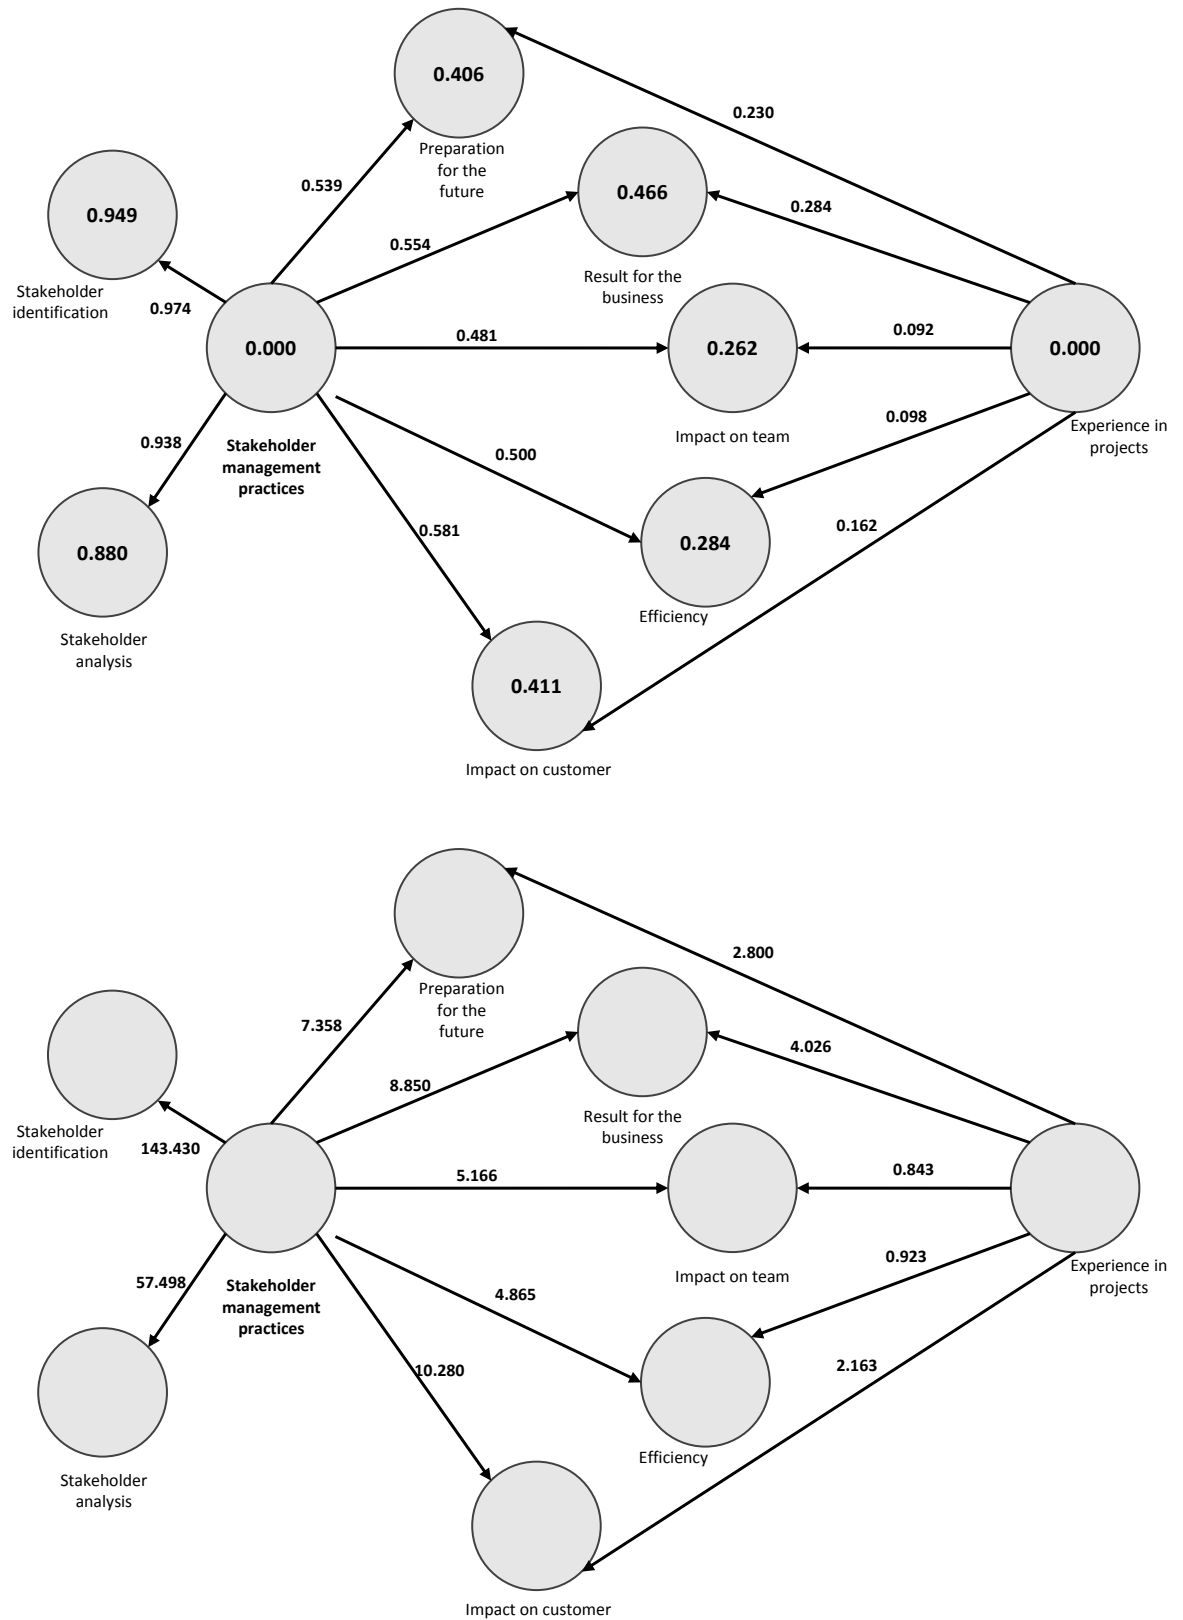 0.406
0.230
Preparation
for the
future
0.539
0.466
0.284
0.949
0.554
Result for the
business
Stakeholder
identification
0.974
0.000
0.481
0.262
0.092
0.000
Impact on team
Experience in
projects
0.938
Stakeholder
management
practices
0.500
0.098
0.880
0.581
0.284
0.162
Efficiency
Stakeholder
analysis
0.411
Impact on customer
2.800
Preparation
for the
future
7.358
4.026
8.850
Result for the
business
Stakeholder
identification
143.430
5.166
0.843
Impact on team
Experience in
projects
57.498
Stakeholder
management
practices
4.865
0.923
10.280
2.163
Efficiency
Stakeholder
analysis
Impact on customer